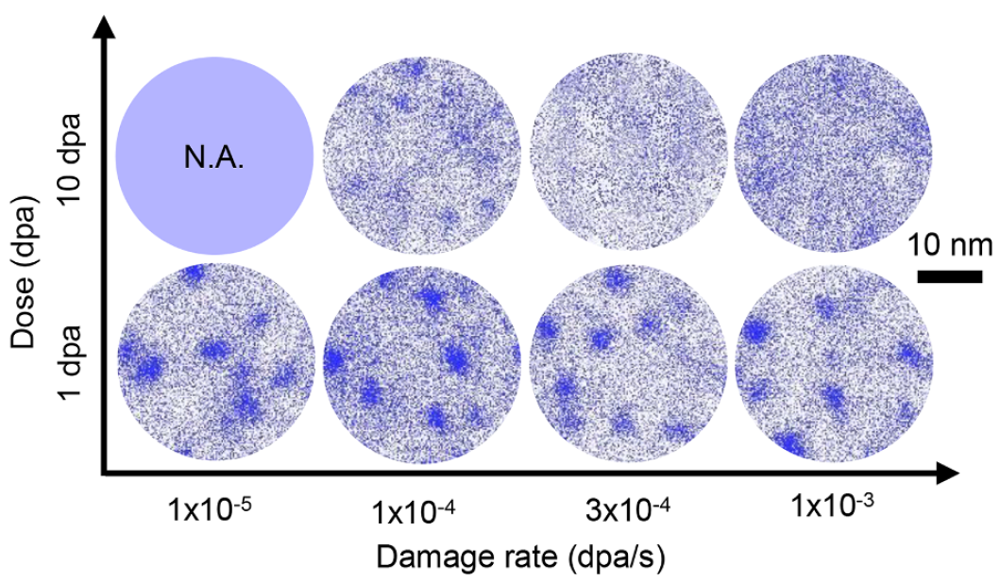 N.A.
10 nm
Dose (dpa)
10 dpa
1 dpa
1x10⁻⁵
1x10⁻⁴
3x10⁻⁴
1x10⁻³
Damage rate (dpa/s)